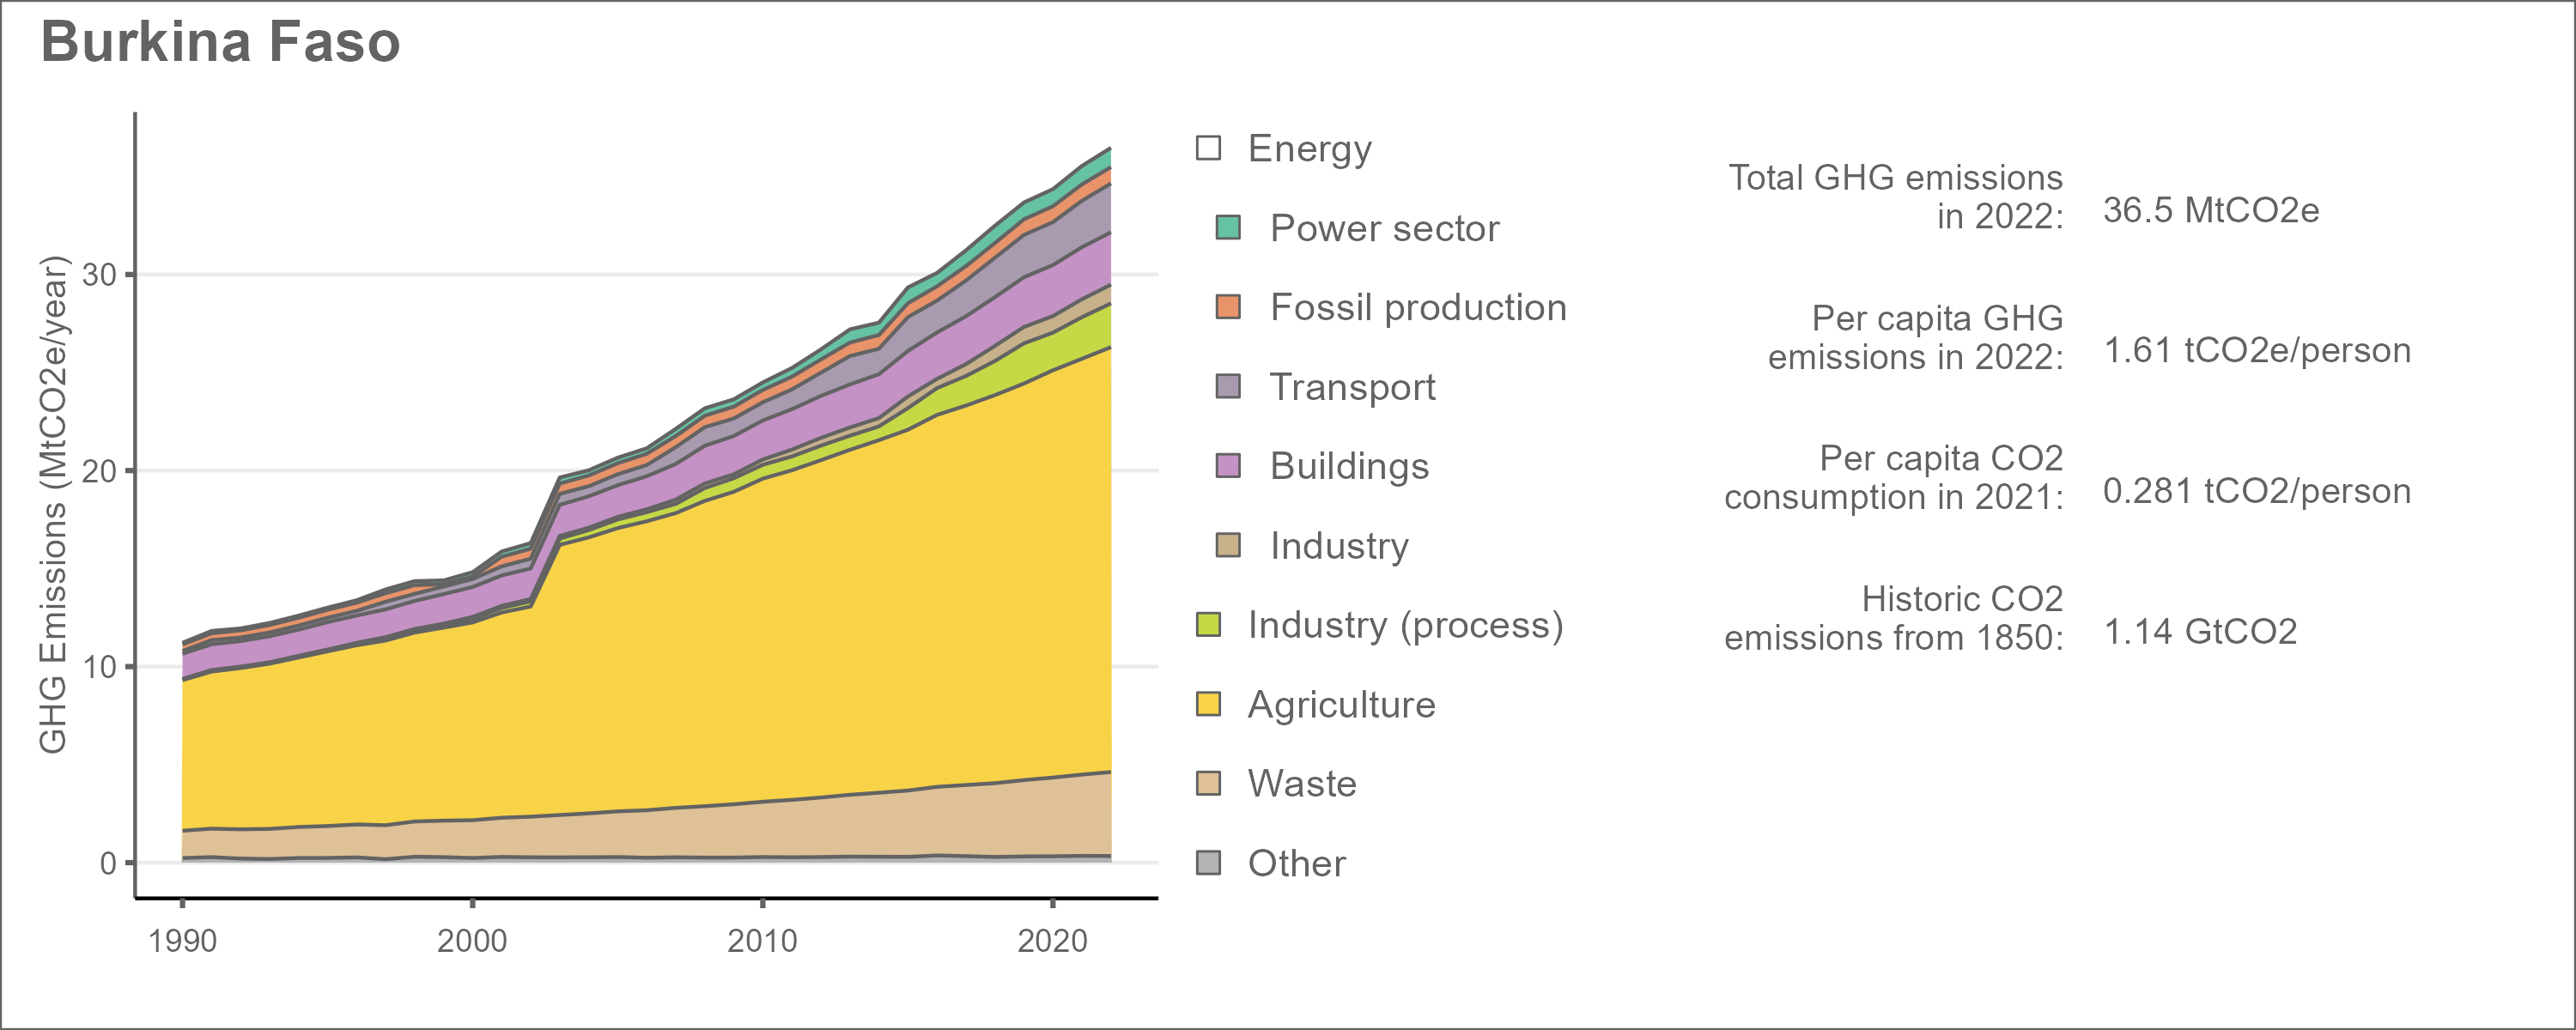 Burkina Faso
GHG Emissions (MtCO2e/year)
30
20
10
0
1990
2000
2010
2020
Energy
Power sector
Fossil production
Transport
Buildings
Industry
Industry (process)
Agriculture
Waste
Other
Total GHG emissions
in 2022:
36.5 MtCO2e
Per capita GHG
emissions in 2022:
1.61 tCO2e/person
Per capita CO2
consumption in 2021:
0.281 tCO2/person
Historic CO2
emissions from 1850:
1.14 GtCO2